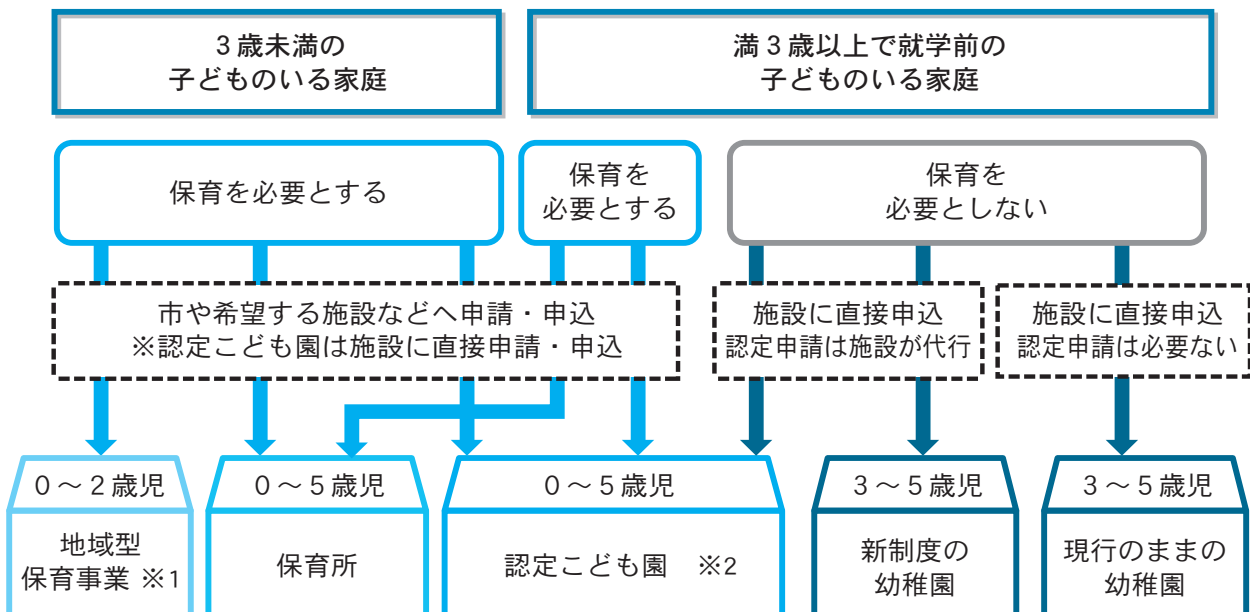 ３歳未満の
子どものいる家庭
満３歳以上で就学前の
子どものいる家庭
保育を必要とする
保育を
必要とする
保育を
必要としない
市や希望する施設などへ申請・申込
※認定こども園は施設に直接申請・申込
施設に直接申込
認定申請は施設が代行
施設に直接申込
認定申請は必要ない
０～２歳児
０～５歳児
０～５歳児
３～５歳児
３～５歳児
地域型
保育事業 ※1
保育所
認定こども園　※2
新制度の
幼稚園
現行のままの
幼稚園